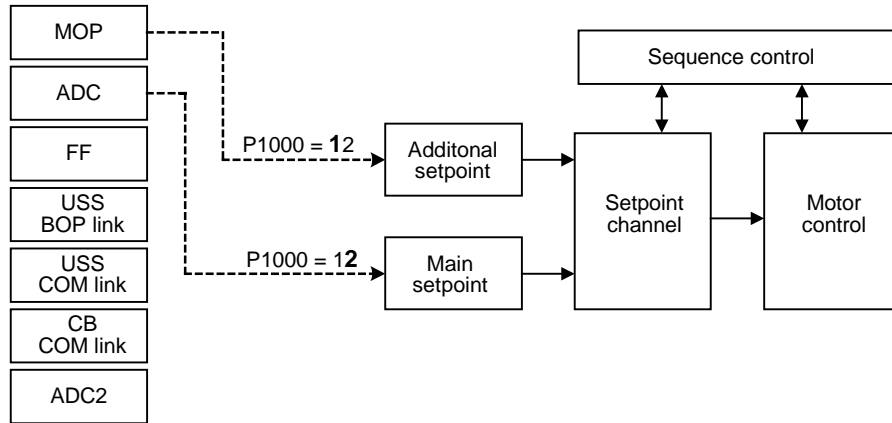 MOP
ADC
FF
USS
BOP link
USS
COM link
CB
COM link
ADC2
P1000 = 12
P1000 = 12
Additonal
setpoint
Main
setpoint
Sequence control
Setpoint
channel
Motor
control